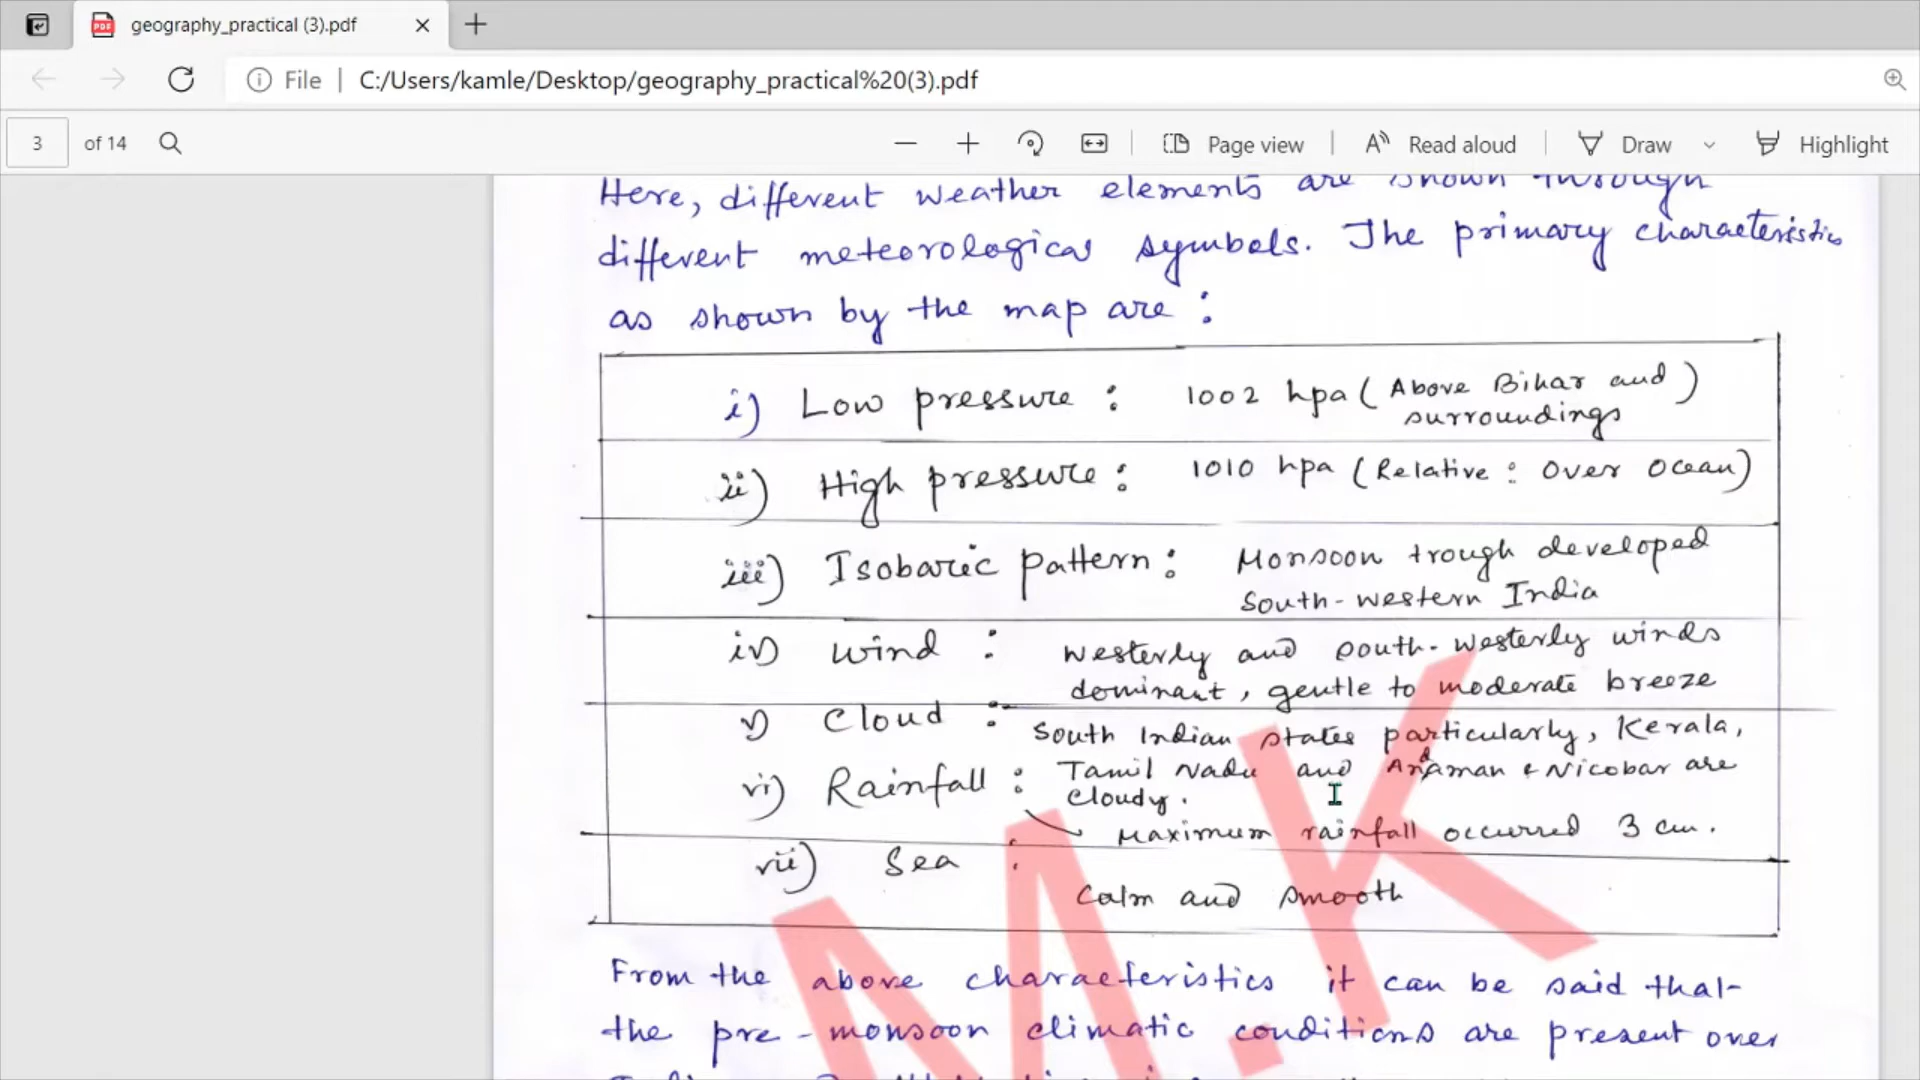 geography_practical (3).pdf
File | C:/Users/kamle/Desktop/geography_practical%20(3).pdf
3 of 14 Page view Read aloud Draw Highlight
Here, different weather elements are shown through
different meteorological symbols. The primary characteristics
as shown by the map are :
i) Low pressure : 1002 hpa (Above Bihar and
surroundings)
ii) High pressure : 1010 hpa (Relative : Over Ocean)
iii) Isobaric pattern : Monsoon trough developed
South-western India
iv) Wind : Westerly and south-westerly winds
dominant, gentle to moderate breeze
v) Cloud : South Indian states particularly, Kerala,
Tamil Nadu and Andaman & Nicobar are
cloudy.
vi) Rainfall : Maximum rainfall occurred 3 cm.
vii) Sea : Calm and smooth
From the above characteristics it can be said that
the pre-monsoon climatic conditions are present over
M.K